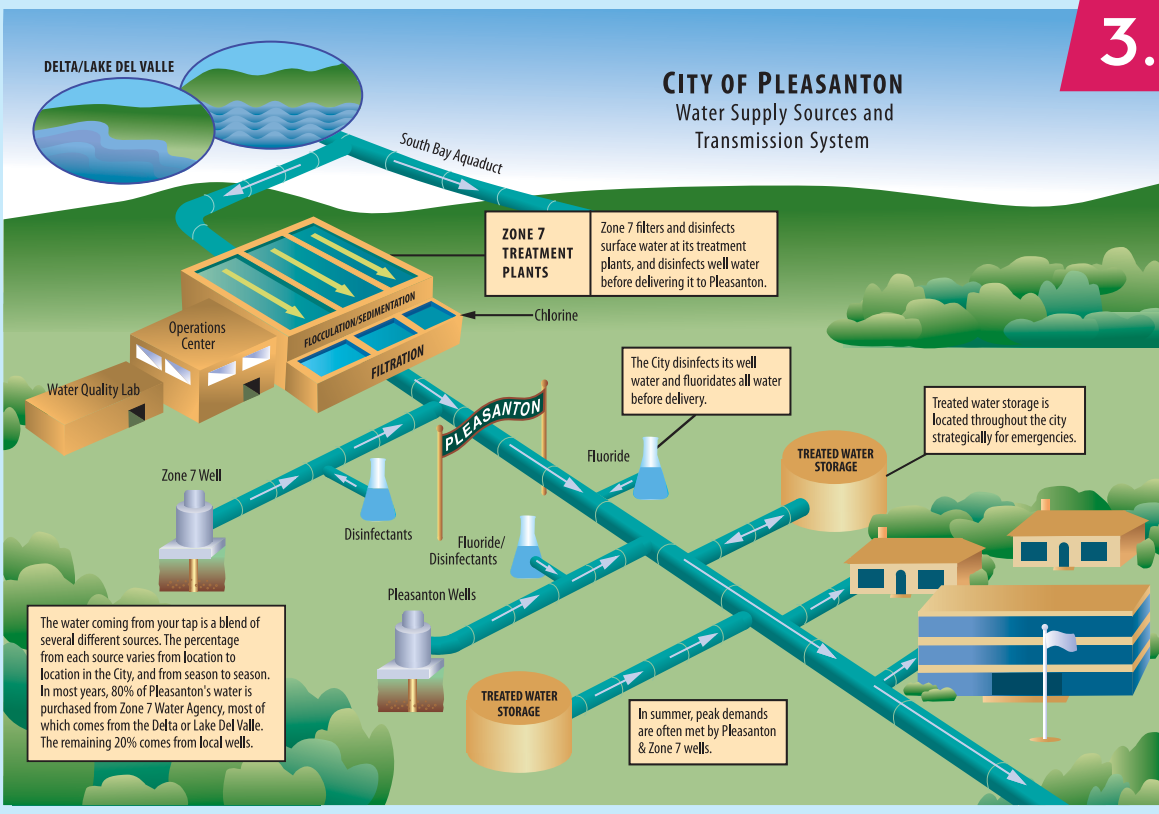 3.
DELTA/LAKE DEL VALLE
CITY OF PLEASANTON
Water Supply Sources and
Transmission System
South Bay Aquaduct
ZONE 7
TREATMENT
PLANTS
Zone 7 filters and disinfects
surface water at its treatment
plants, and disinfects well water
before delivering it to Pleasanton.
FLOCCULATION/SEDIMENTATION
Chlorine
FILTRATION
Operations
Center
Water Quality Lab
PLEASANTON
The City disinfects its well
water and fluoridates all water
before delivery.
Treated water storage is
located throughout the city
strategically for emergencies.
Fluoride
TREATED WATER
STORAGE
Zone 7 Well
Disinfectants
Fluoride/
Disinfectants
Pleasanton Wells
The water coming from your tap is a blend of
several different sources. The percentage
from each source varies from location to
location in the City, and from season to season.
In most years, 80% of Pleasanton's water is
purchased from Zone 7 Water Agency, most of
which comes from the Delta or Lake Del Valle.
The remaining 20% comes from local wells.
TREATED WATER
STORAGE
In summer, peak demands
are often met by Pleasanton
& Zone 7 wells.